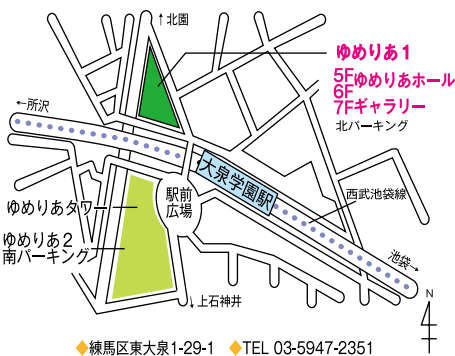 ↑北園
ゆめりあ1
5Fゆめりあホール
6F
7Fギャラリー
北パーキング
←所沢
大泉学園駅
駅前
広場
西武池袋線
ゆめりあタワー
ゆめりあ2
南パーキング
池袋→
↓上石神井
N
4
◆練馬区東大泉1-29-1 ◆TEL 03-5947-2351